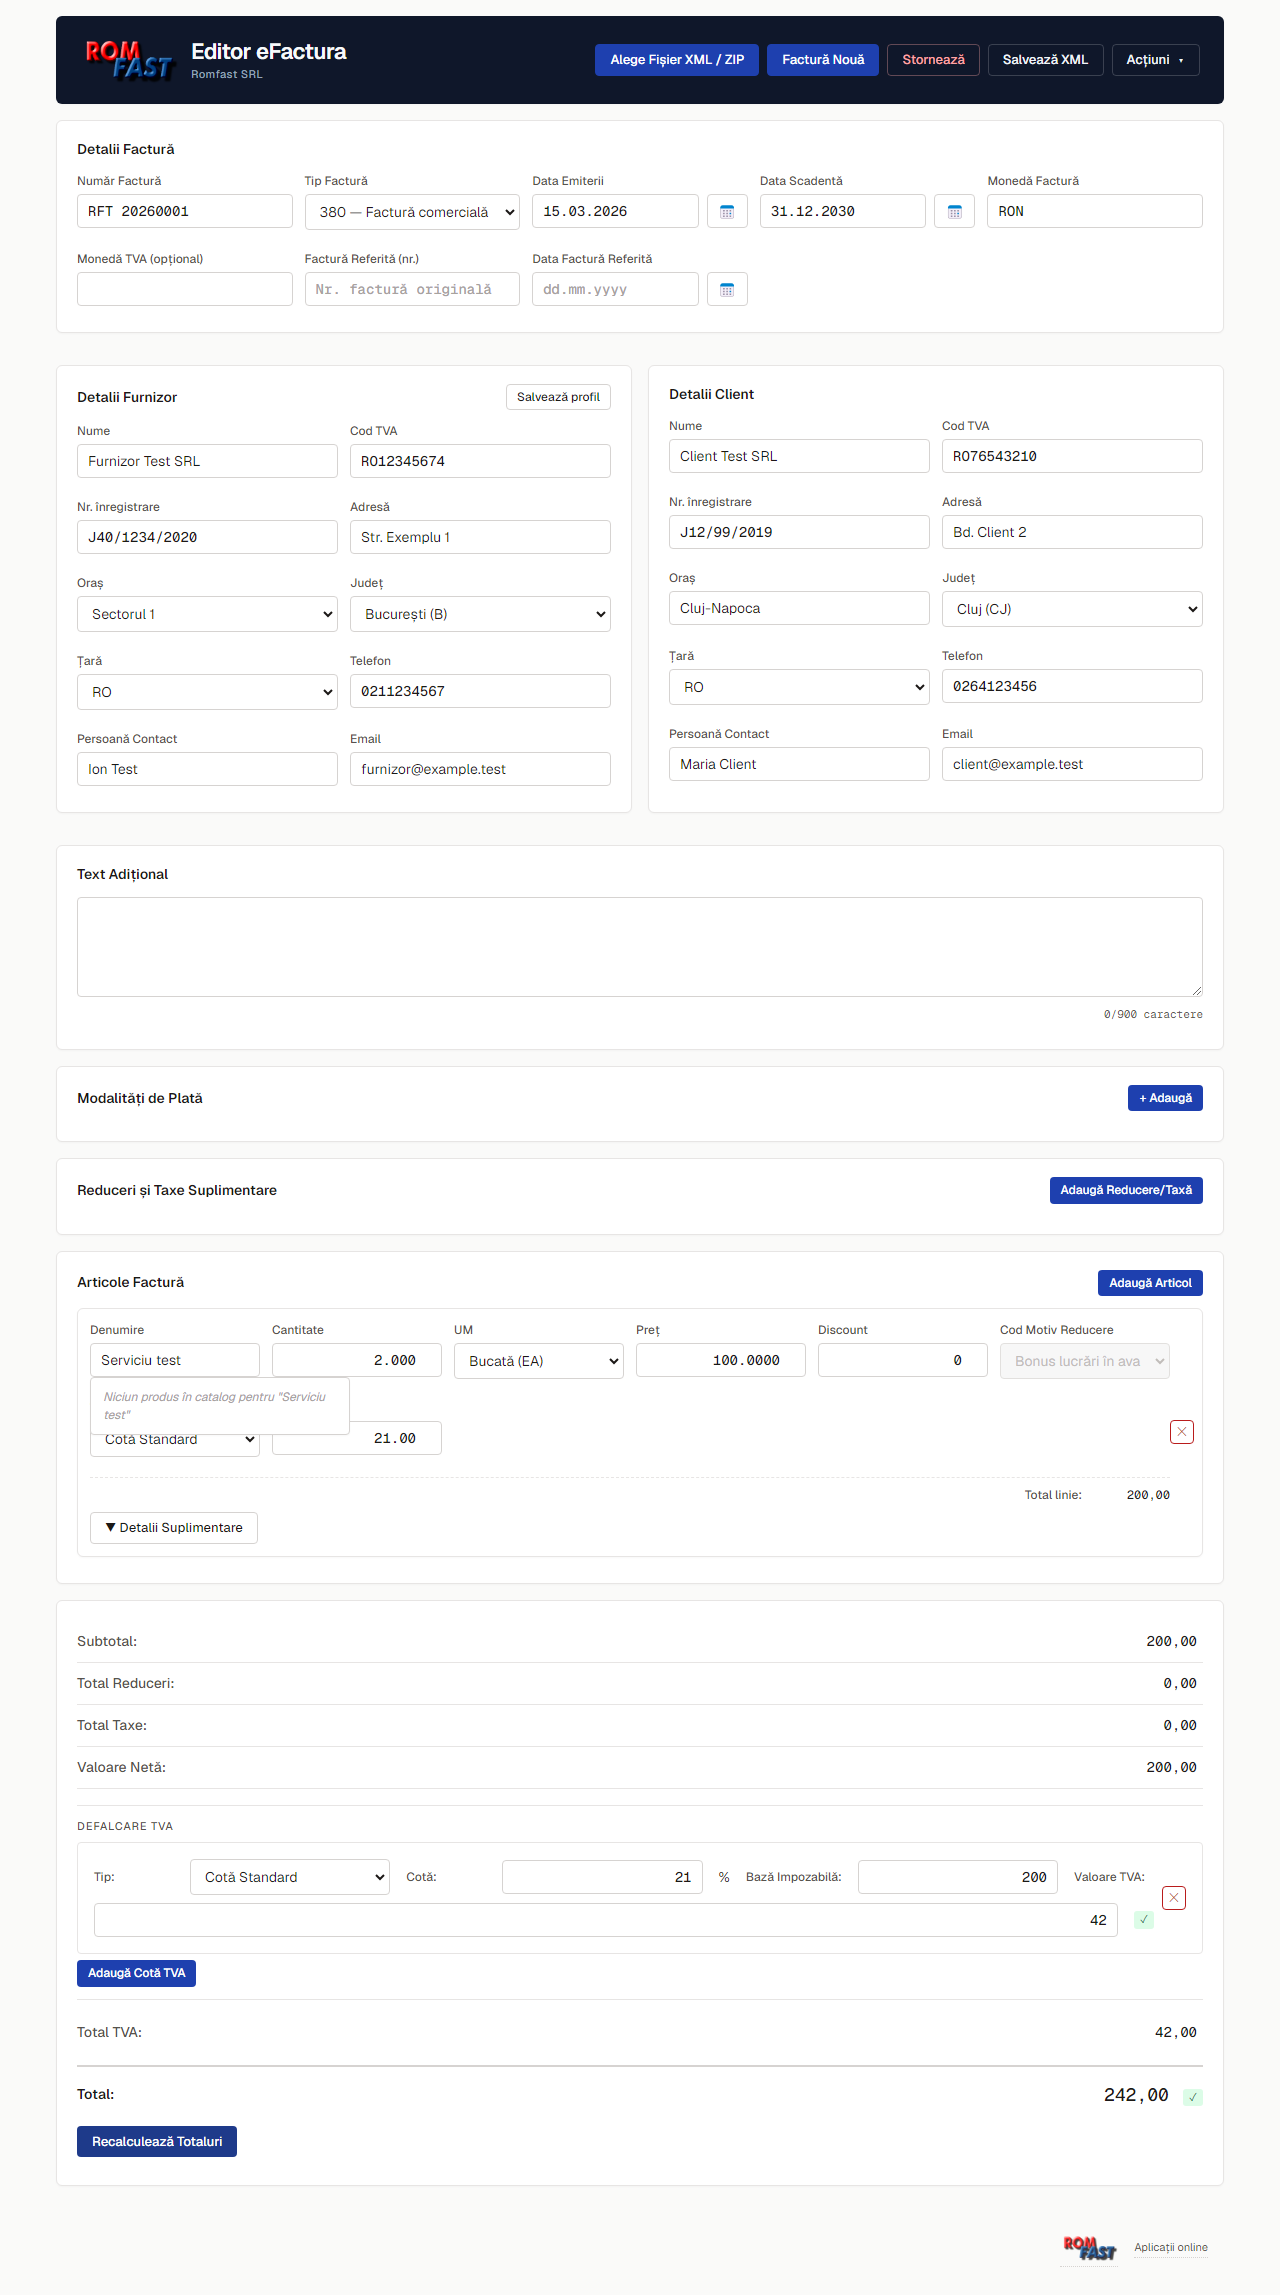 ROM FAST
Editor eFactura
Romfast SRL
Alege Fișier XML / ZIP
Factură Nouă
Stornează
Salvează XML
Acțiuni ▾
Detalii Factură
Număr Factură
Tip Factură
Data Emiterii
Data Scadentă
Monedă Factură
RFT 20260001
380 — Factură comercială
15.03.2026
31.12.2030
RON
Monedă TVA (opțional)
Factură Referită (nr.)
Data Factură Referită
Nr. factură originală
dd.mm.yyyy
Detalii Furnizor
Salvează profil
Nume
Cod TVA
Furnizor Test SRL
RO12345674
Nr. înregistrare
Adresă
J40/1234/2020
Str. Exemplu 1
Oraș
Județ
Sectorul 1
București (B)
Țară
Telefon
RO
0211234567
Persoană Contact
Email
Ion Test
furnizor@example.test
Detalii Client
Nume
Cod TVA
Client Test SRL
RO76543210
Nr. înregistrare
Adresă
J12/99/2019
Bd. Client 2
Oraș
Județ
Cluj-Napoca
Cluj (CJ)
Țară
Telefon
RO
0264123456
Persoană Contact
Email
Maria Client
client@example.test
Text Adițional
0/900 caractere
Modalități de Plată
+ Adaugă
Reduceri și Taxe Suplimentare
Adaugă Reducere/Taxă
Articole Factură
Adaugă Articol
Denumire
Cantitate
UM
Preț
Discount
Cod Motiv Reducere
Serviciu test
2.000
Bucată (EA)
100.0000
0
Bonus lucrări în ava
Niciun produs în catalog pentru "Serviciu
test"
Cotă Standard
21.00
Total linie:
200,00
▼ Detalii Suplimentare
Subtotal:
200,00
Total Reduceri:
0,00
Total Taxe:
0,00
Valoare Netă:
200,00
DEFALCARE TVA
Tip:
Cotă Standard
Cotă:
21
%
Bază Impozabilă:
200
Valoare TVA:
42
✓
Adaugă Cotă TVA
Total TVA:
42,00
Total:
242,00
✓
Recalculează Totaluri
ROM FAST
Aplicații online